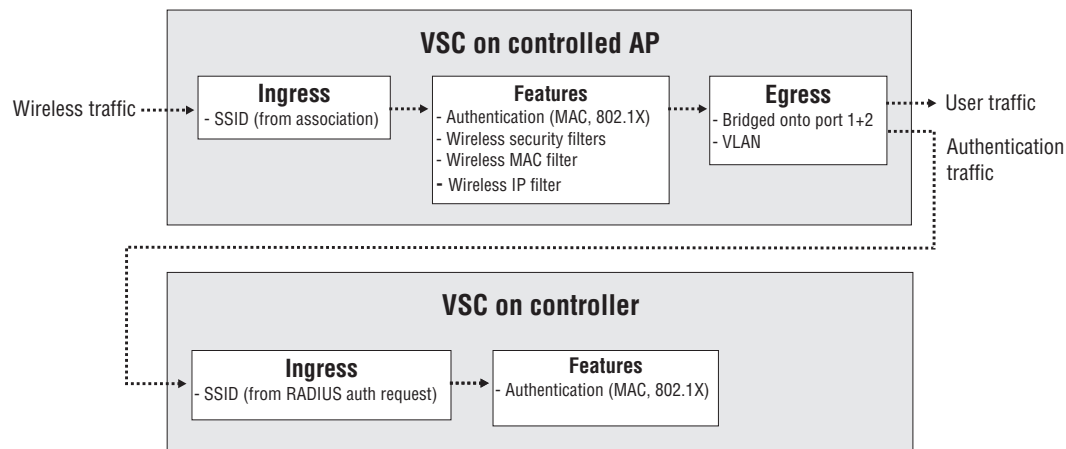 VSC on controlled AP
Wireless traffic
Ingress
- SSID (from association)
Features
- Authentication (MAC, 802.1X)
- Wireless security filters
- Wireless MAC filter
- Wireless IP filter
Egress
- Bridged onto port 1+2
- VLAN
User traffic
Authentication
traffic
VSC on controller
Ingress
- SSID (from RADIUS auth request)
Features
- Authentication (MAC, 802.1X)